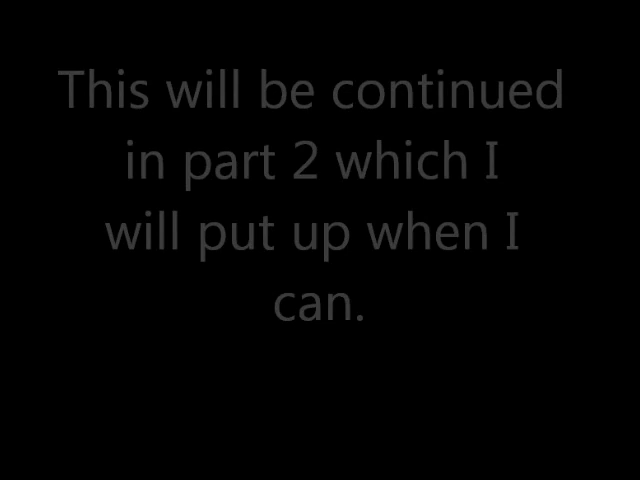 This will be continued
in part 2 which I
will put up when I
can.